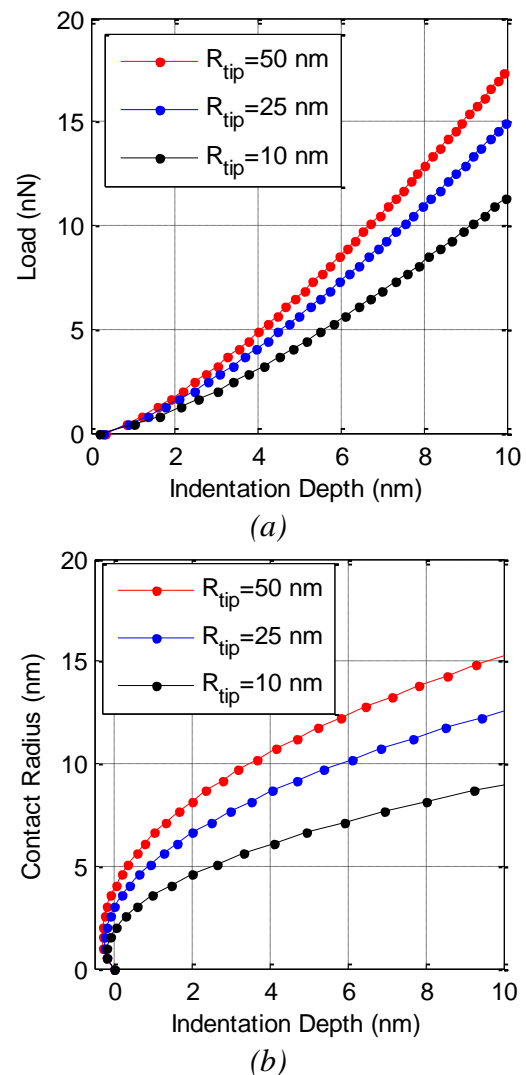 20
15
10
5
0
Load (nN)
R_tip=50 nm
R_tip=25 nm
R_tip=10 nm
0 2 4 6 8 10
Indentation Depth (nm)
(a)
20
15
10
5
0
Contact Radius (nm)
R_tip=50 nm
R_tip=25 nm
R_tip=10 nm
0 2 4 6 8 10
Indentation Depth (nm)
(b)